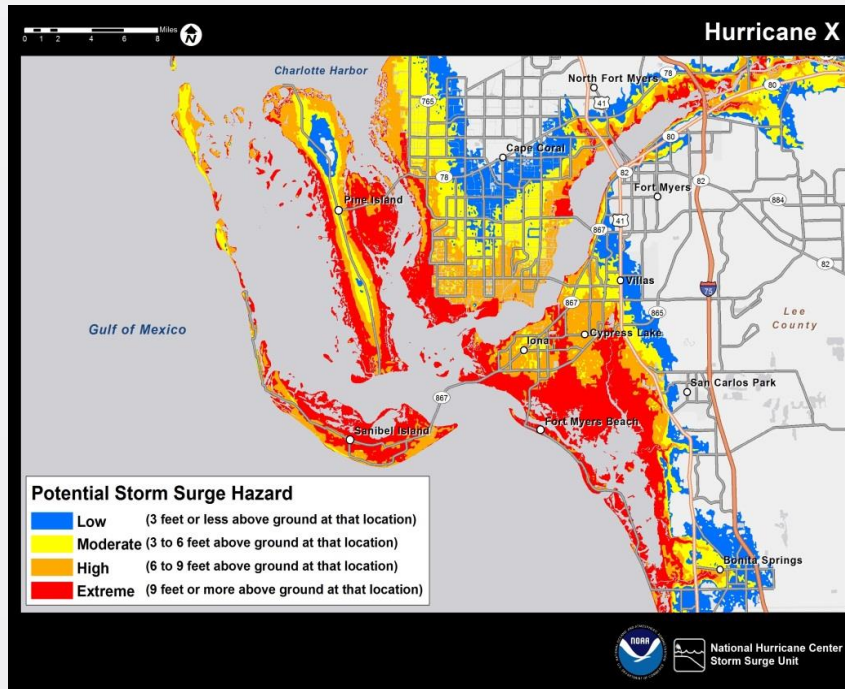 0 1 2 4 6 8 Miles
N
Hurricane X
Charlotte Harbor
North Fort Myers
78
41
80
765
Cape Coral
80
78
82
Fort Myers
82
Pine Island
884
867
41
82
Villas
75
867
865
Lee
County
Gulf of Mexico
Cypress Lake
Iona
San Carlos Park
867
Sanibel Island
Fort Myers Beach
Potential Storm Surge Hazard
Low (3 feet or less above ground at that location)
Moderate (3 to 6 feet above ground at that location)
High (6 to 9 feet above ground at that location)
Extreme (9 feet or more above ground at that location)
Bonita Springs
NOAA
National Hurricane Center
Storm Surge Unit